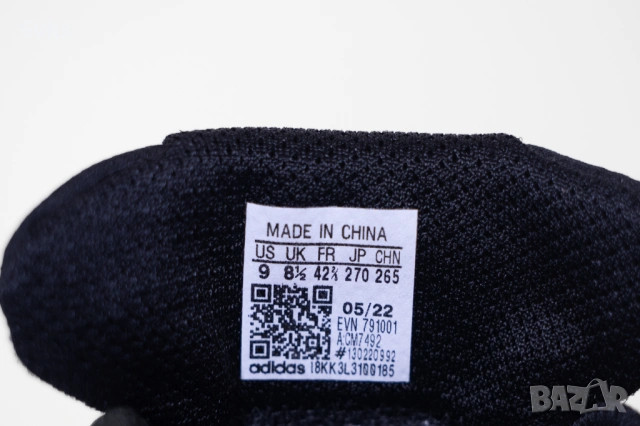 MADE IN CHINA
US UK FR JP CHN
9 8½ 42⅔ 270 265
05/22
EVN 791001
A:CM7492
#130220992
adidas 18KK3L3100185
BAZAR